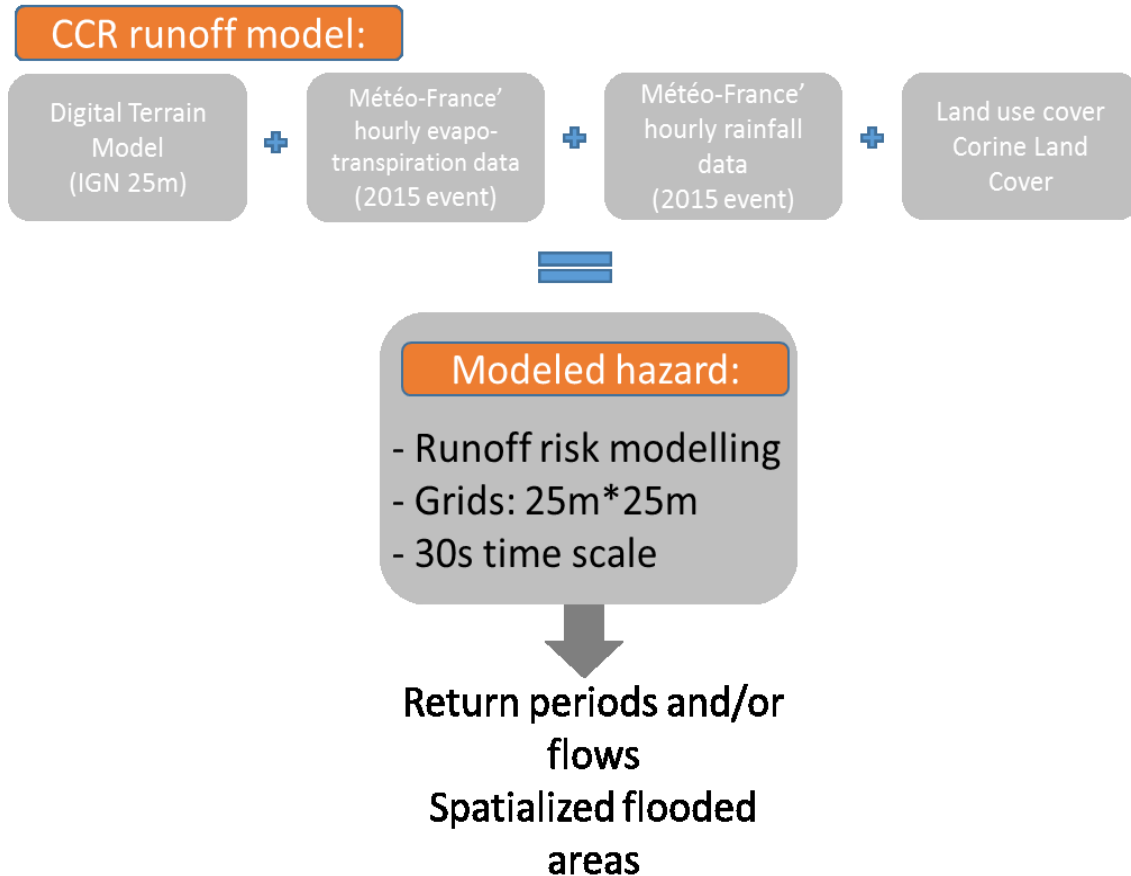 CCR runoff model:
Digital Terrain
Model
(IGN 25m)
Météo-France’
hourly evapo-
transpiration data
(2015 event)
Météo-France’
hourly rainfall
data
(2015 event)
Land use cover
Corine Land
Cover
Modeled hazard:
- Runoff risk modelling
- Grids: 25m*25m
- 30s time scale
Return periods and/or
flows
Spatialized flooded
areas